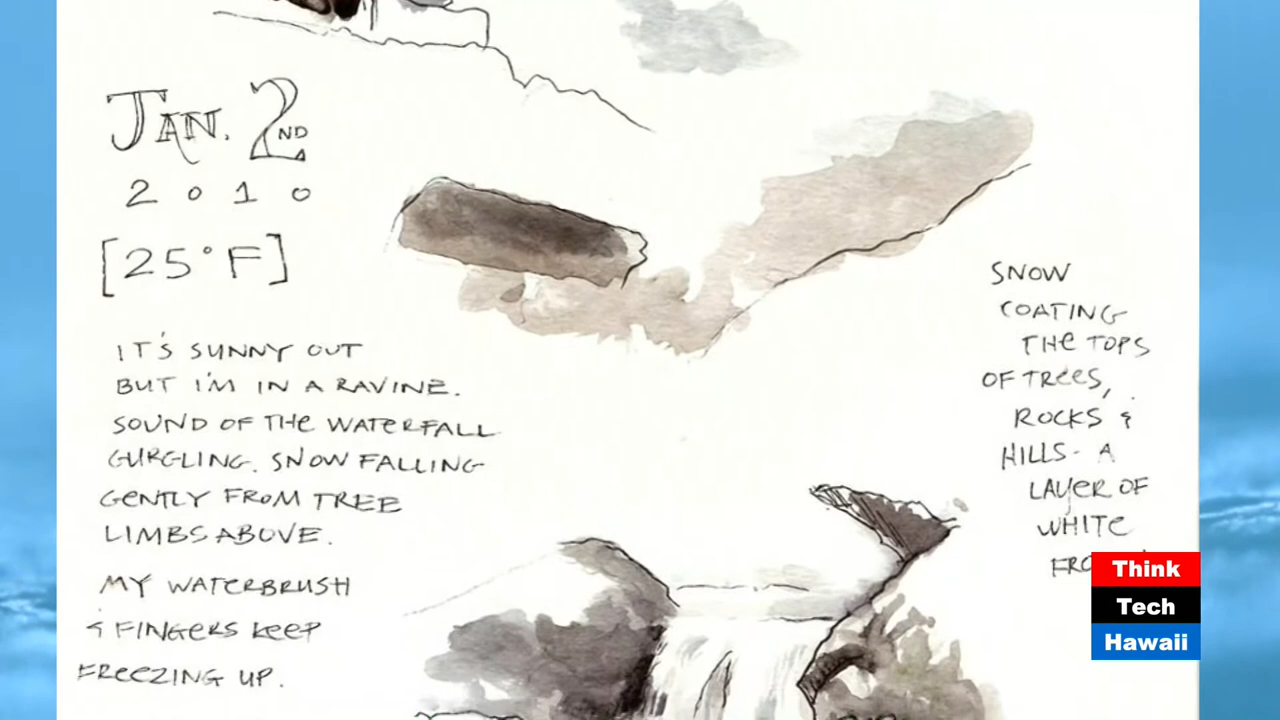 JAN. 2ND
2010
[25°F]
IT'S SUNNY OUT
BUT I'M IN A RAVINE.
SOUND OF THE WATERFALL
GURGLING. SNOW FALLING
GENTLY FROM TREE
LIMBS ABOVE.
MY WATERBRUSH
& FINGERS KEEP
FREEZING UP.
SNOW
COATING
THE TOPS
OF TREES,
ROCKS &
HILLS - A
LAYER OF
WHITE
Think
Tech
Hawaii